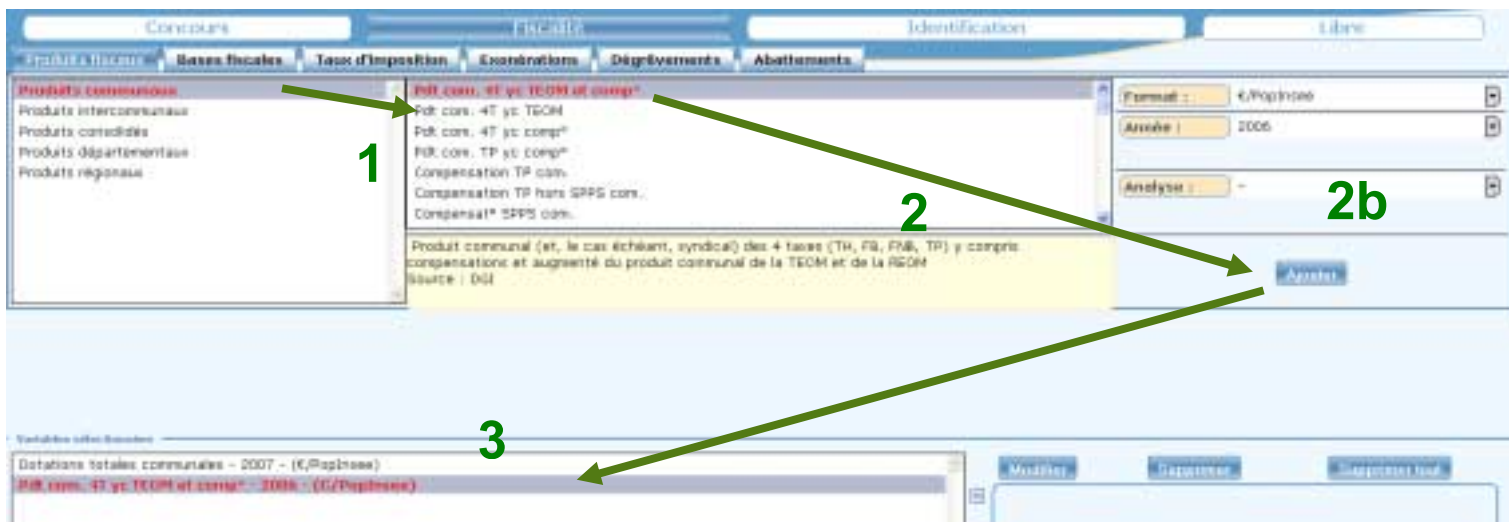 Concours Fiscalité Identification Libre
Produits fiscaux Bases fiscales Taux d'imposition Exonérations Dégrèvements Abattements
Produits communaux
Produits intercommunaux
Produits consolidés
Produits départementaux
Produits régionaux
1
Pdt com. 4T yc TEOM et comp°
Pdt com. 4T yc TEOM
Pdt com. 4T yc comp°
Pdt com. TP yc comp°
Compensation TP com.
Compensation TP hors SPPS com.
Compensat° SPPS com.
2
Produit communal (et, le cas échéant, syndical) des 4 taxes (TH, FB, FNB, TP) y compris
compensations et augmenté du produit communal de la TEOM et de la REOM
Source : DGI
Format : €/PopInsee
Année : 2006
Analyse : -
2b
Ajouter
3
Variables sélectionnées
Dotations totales communales - 2007 - (€/PopInsee)
Pdt com. 4T yc TEOM et comp° - 2006 - (€/PopInsee)
Modifier Supprimer Supprimer tout